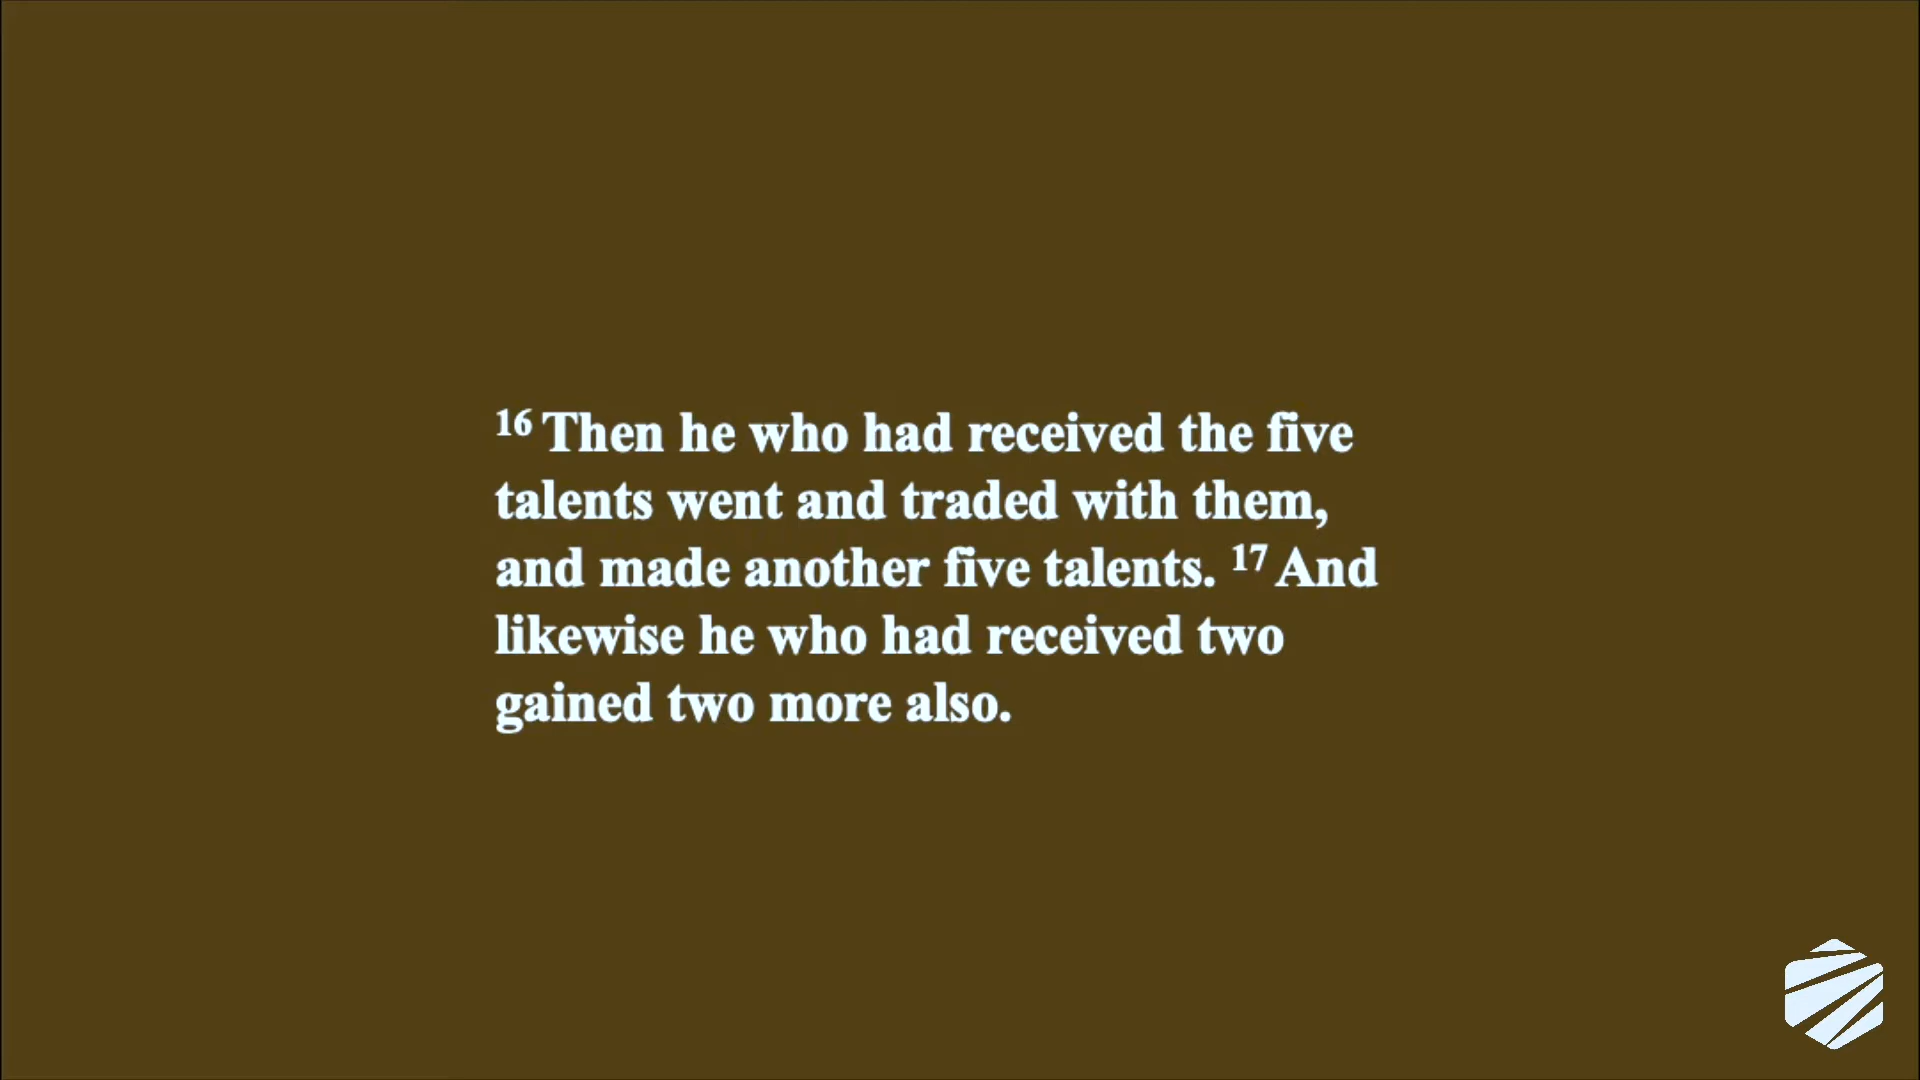 16 Then he who had received the five
talents went and traded with them,
and made another five talents. 17 And
likewise he who had received two
gained two more also.